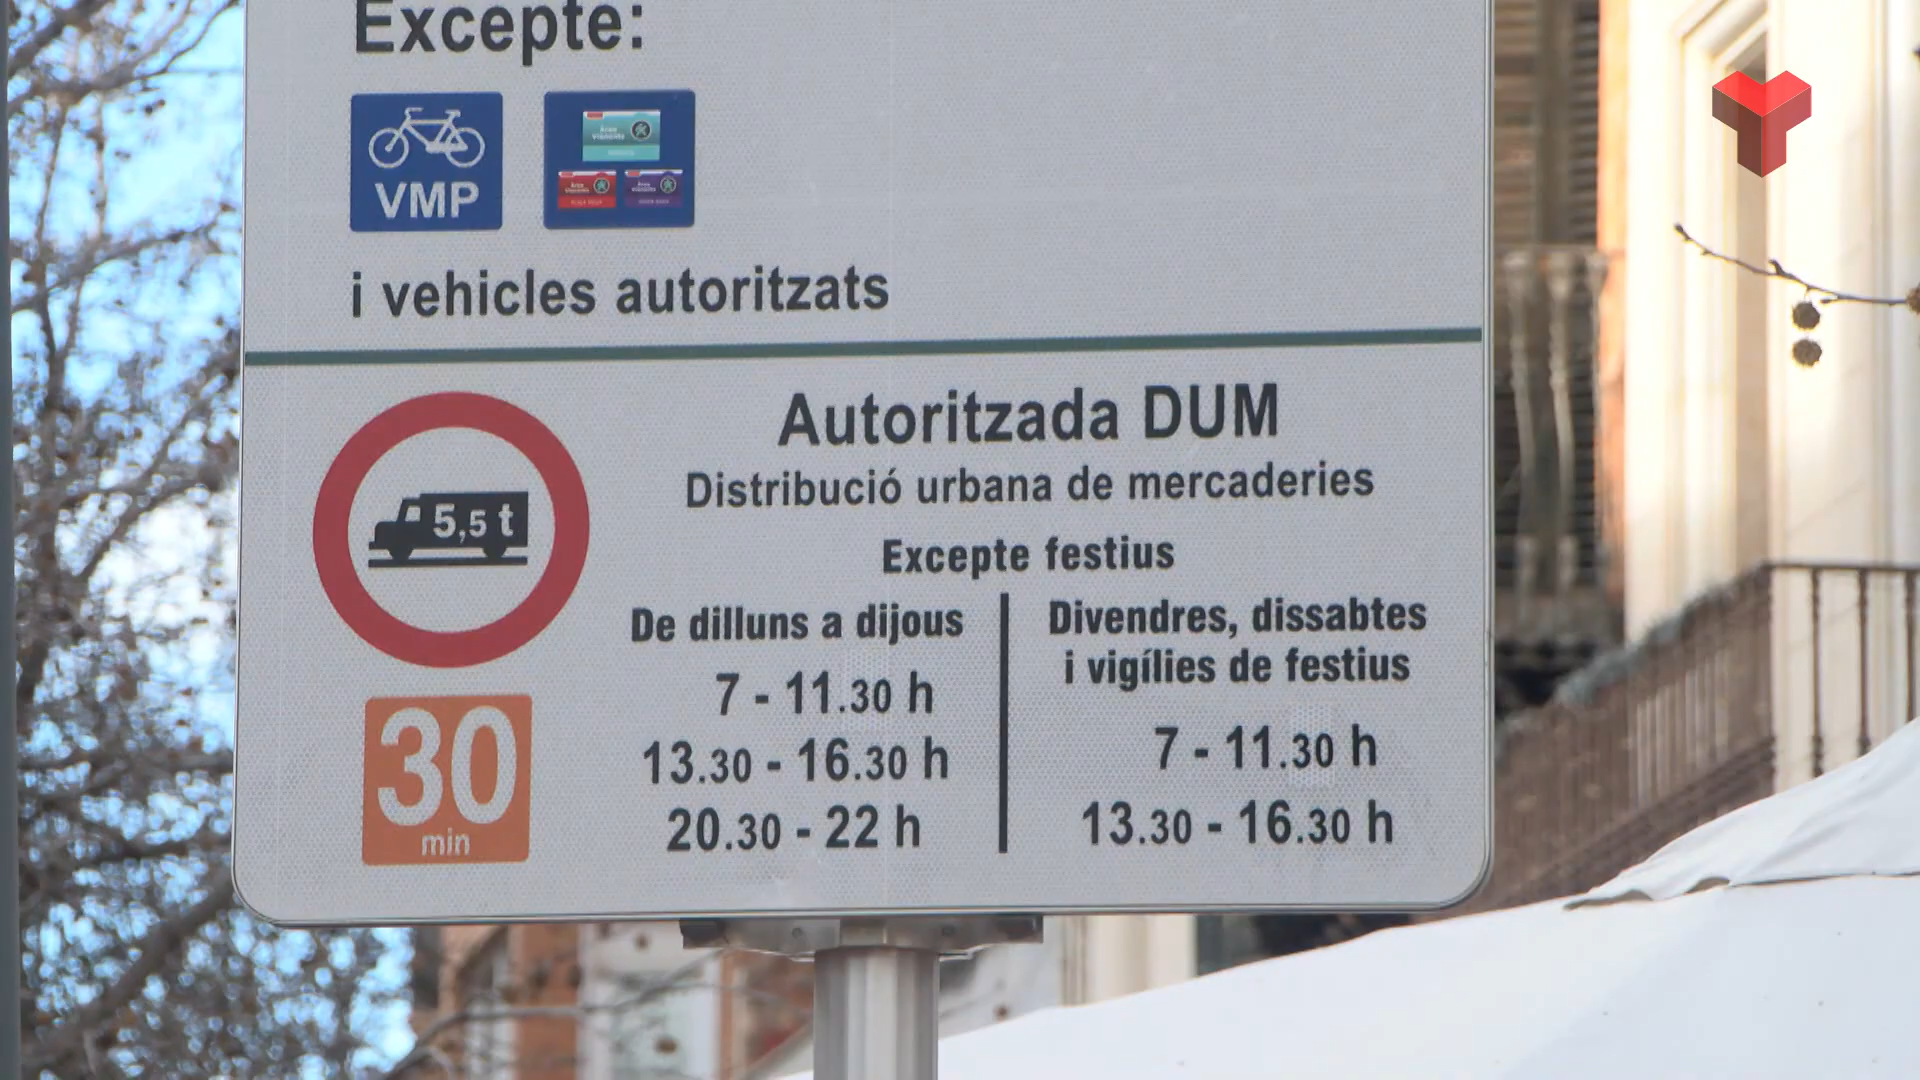 Excepte:
VMP
i vehicles autoritzats
Autoritzada DUM
Distribució urbana de mercaderies
Excepte festius
5,5 t
De dilluns a dijous
7 - 11.30 h
13.30 - 16.30 h
20.30 - 22 h
Divendres, dissabtes
i vigílies de festius
7 - 11.30 h
13.30 - 16.30 h
30
min